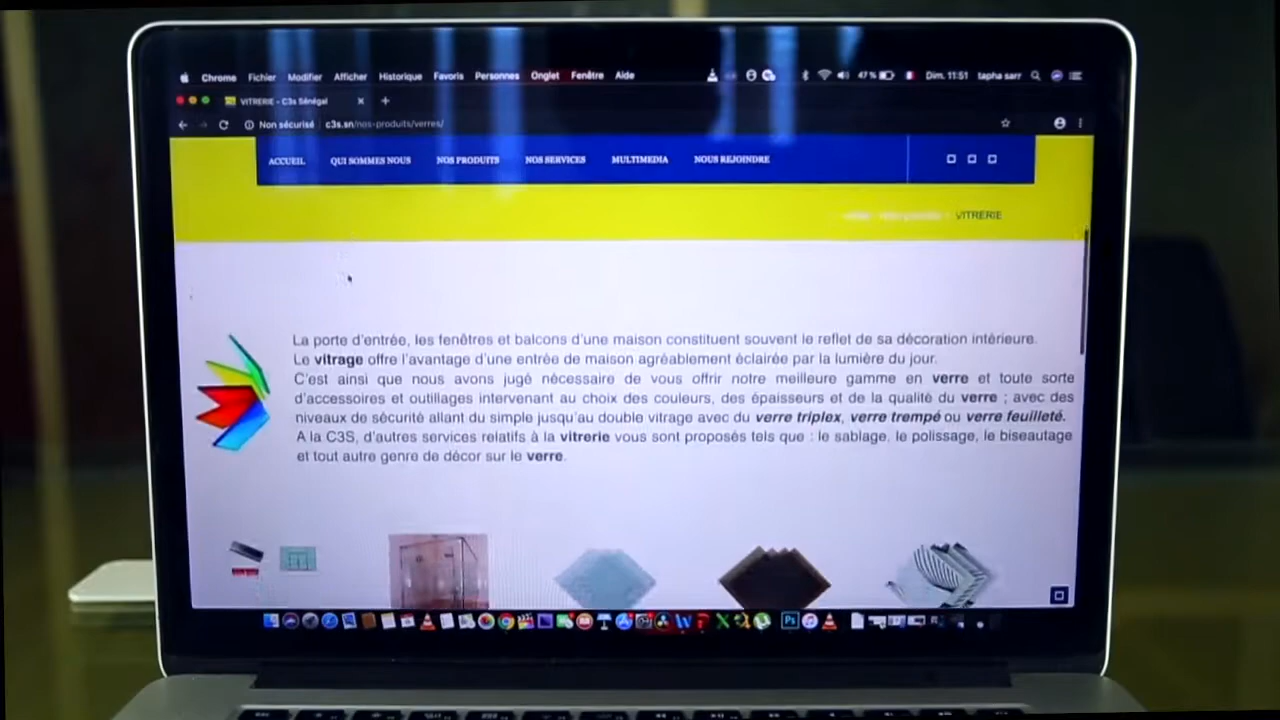 Chrome Fichier Modifier Afficher Historique Favoris Personnes Onglet Fenêtre Aide 47 % Dim. 11:51 tapha sarr
VITRERIE - C3s Sénégal
Non sécurisé c3s.sn/nos-produits/verres/
ACCUEIL QUI SOMMES NOUS NOS PRODUITS NOS SERVICES MULTIMEDIA NOUS REJOINDRE
VITRERIE
La porte d'entrée, les fenêtres et balcons d'une maison constituent souvent le reflet de sa décoration intérieure.
Le vitrage offre l'avantage d'une entrée de maison agréablement éclairée par la lumière du jour.
C'est ainsi que nous avons jugé nécessaire de vous offrir notre meilleure gamme en verre et toute sorte
d'accessoires et outillages intervenant au choix des couleurs, des épaisseurs et de la qualité du verre ; avec des
niveaux de sécurité allant du simple jusqu'au double vitrage avec du verre triplex, verre trempé ou verre feuilleté.
A la C3S, d'autres services relatifs à la vitrerie vous sont proposés tels que : le sablage, le polissage, le biseautage
et tout autre genre de décor sur le verre.
Ps